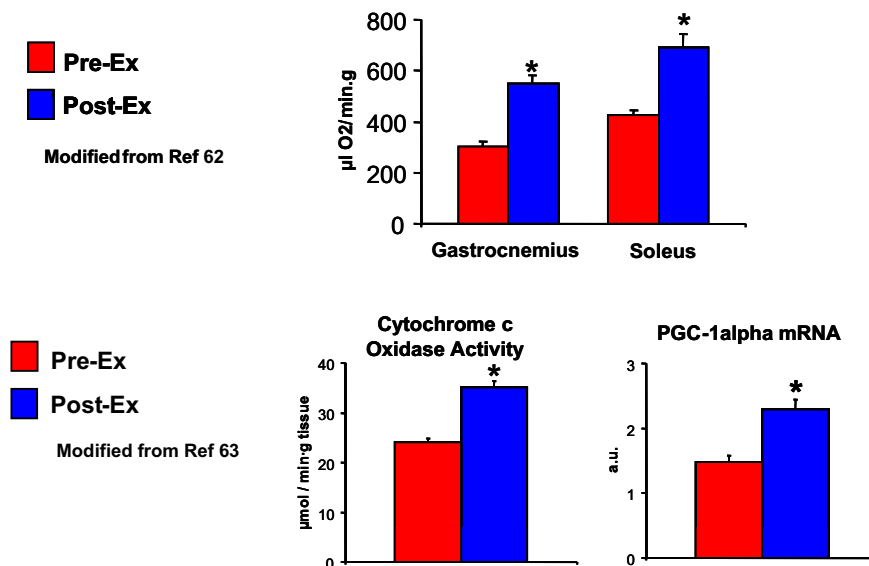 Pre-Ex
Post-Ex
Modified from Ref 62
800
600
400
200
0
µl O2/min.g
*
*
Gastrocnemius
Soleus
Pre-Ex
Post-Ex
Modified from Ref 63
Cytochrome c
Oxidase Activity
40
30
20
10
0
µmol / min·g tissue
*
PGC-1alpha mRNA
3
2
1
0
a.u.
*